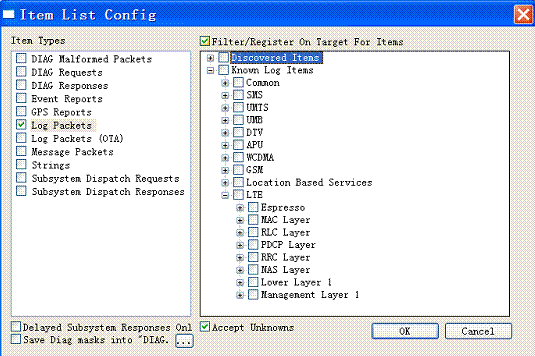 Item List Config
Item Types
DIAG Malformed Packets
DIAG Requests
DIAG Responses
Event Reports
GPS Reports
Log Packets
Log Packets (OTA)
Message Packets
Strings
Subsystem Dispatch Requests
Subsystem Dispatch Responses
Delayed Subsystem Responses Onl
Save Diag masks into "DIAG.
...
Filter/Register On Target For Items
Discovered Items
Known Log Items
Common
SMS
UMTS
UMB
DTV
APU
WCDMA
GSM
Location Based Services
LTE
Espresso
MAC Layer
RLC Layer
PDCP Layer
RRC Layer
NAS Layer
Lower Layer 1
Management Layer 1
Accept Unknowns
OK
Cancel